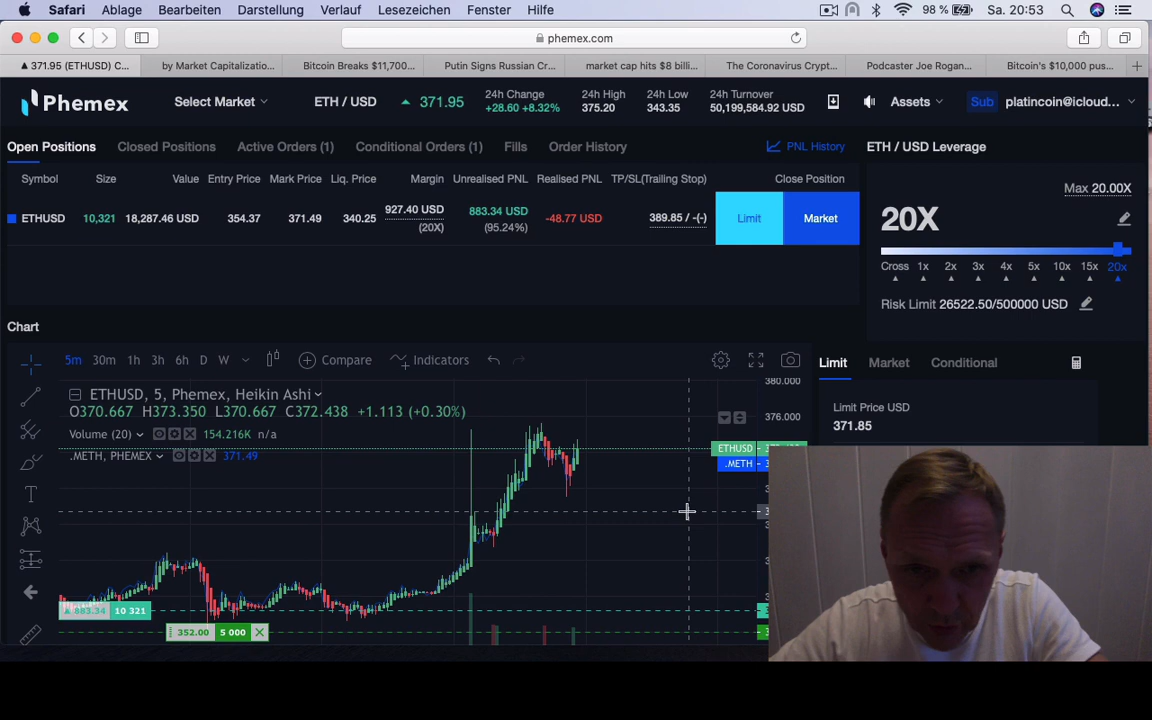 Safari Ablage Bearbeiten Darstellung Verlauf Lesezeichen Fenster Hilfe 98 % Sa. 20:53
phemex.com
▲ 371.95 (ETHUSD) C... by Market Capitalizatio... Bitcoin Breaks $11,700... Putin Signs Russian Cr... market cap hits $8 billi... The Coronavirus Crypt... Podcaster Joe Rogan... Bitcoin's $10,000 pus...
Phemex Select Market ETH / USD 371.95 Assets Sub platincoin@icloud...
24h Change 24h High 24h Low 24h Turnover
+28.60 +8.32% 375.20 343.35 50,199,584.92 USD
Open Positions Closed Positions Active Orders (1) Conditional Orders (1) Fills Order History PNL History ETH / USD Leverage
Symbol Size Value Entry Price Mark Price Liq. Price Margin Unrealised PNL Realised PNL TP/SL(Trailing Stop) Close Position
Max 20.00X
ETHUSD 10,321 18,287.46 USD 354.37 371.49 340.25 927.40 USD 883.34 USD -48.77 USD 389.85 / -(-) Limit Market
(20X) (95.24%)
20X
Cross 1x 2x 3x 4x 5x 10x 15x 20x
Risk Limit 26522.50/500000 USD
Chart
5m 30m 1h 3h 6h D W Compare Indicators
Limit Market Conditional
ETHUSD, 5, Phemex, Heikin Ashi
O370.667 H373.350 L370.667 C372.438 +1.113 (+0.30%)
Volume (20) 154.216K n/a
.METH, PHEMEX 371.49
380.000
376.000
Limit Price USD
371.85
ETHUSD
.METH
883.34 10 321
352.00 5 000